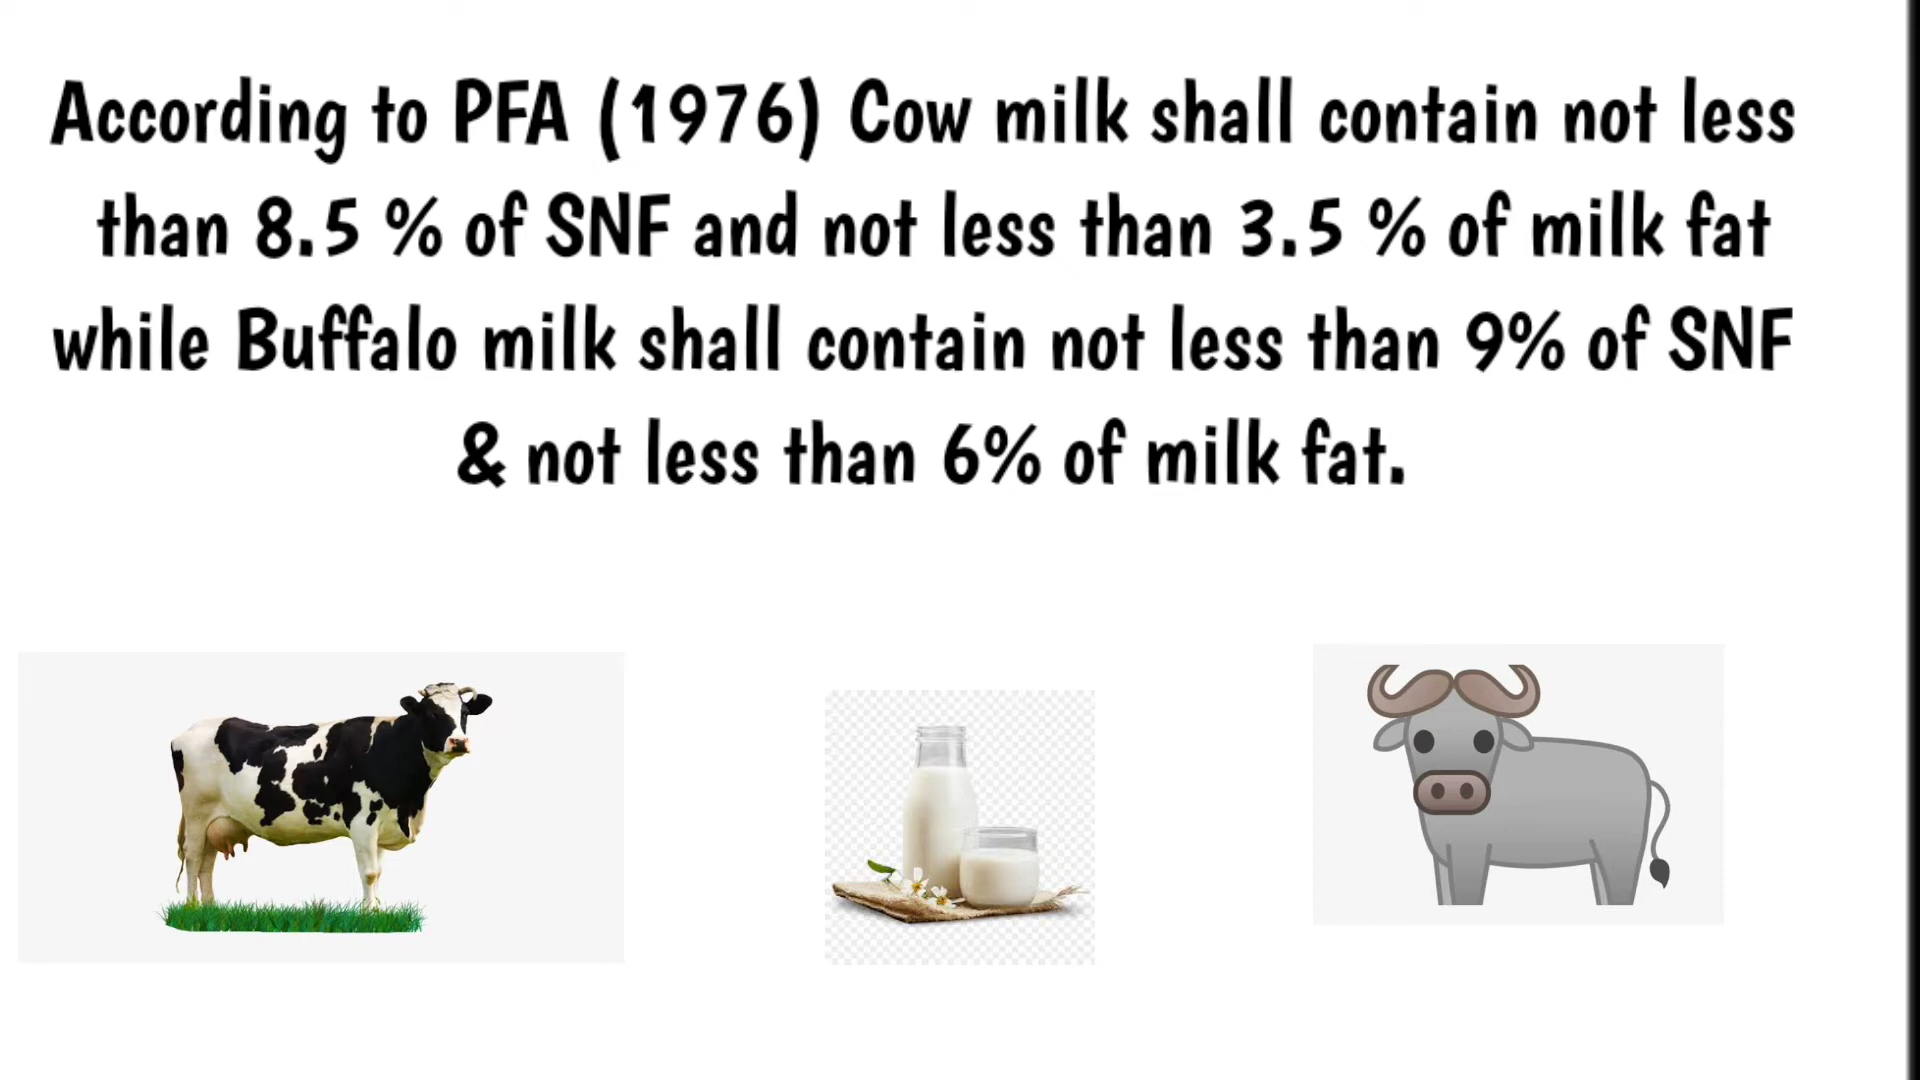 According to PFA (1976) Cow milk shall contain not less
than 8.5 % of SNF and not less than 3.5 % of milk fat
while Buffalo milk shall contain not less than 9% of SNF
& not less than 6% of milk fat.